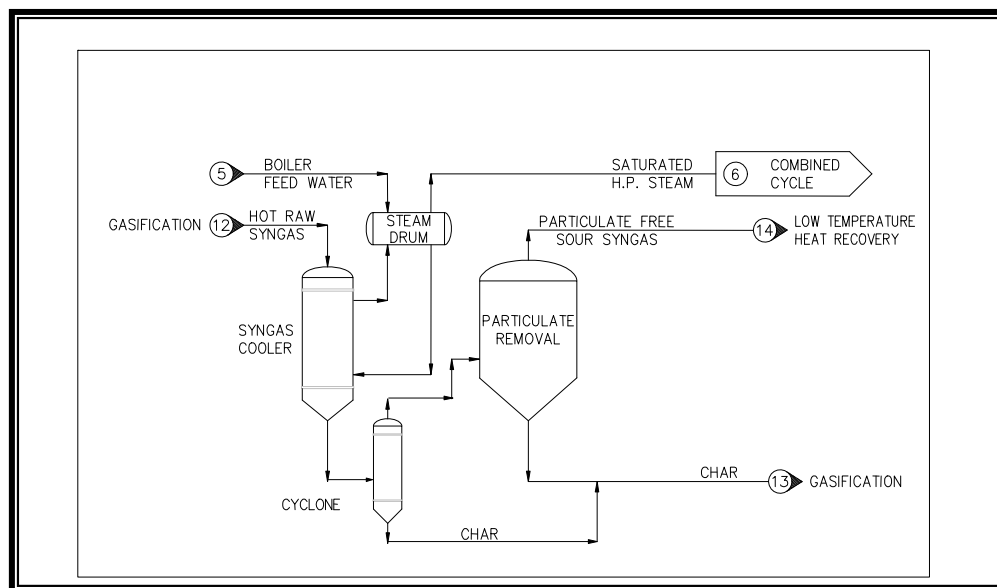 5
BOILER
FEED WATER
SATURATED
H.P. STEAM
6
COMBINED
CYCLE
GASIFICATION
12
HOT RAW
SYNGAS
STEAM
DRUM
PARTICULATE FREE
SOUR SYNGAS
14
LOW TEMPERATURE
HEAT RECOVERY
SYNGAS
COOLER
PARTICULATE
REMOVAL
CYCLONE
CHAR
CHAR
13
GASIFICATION